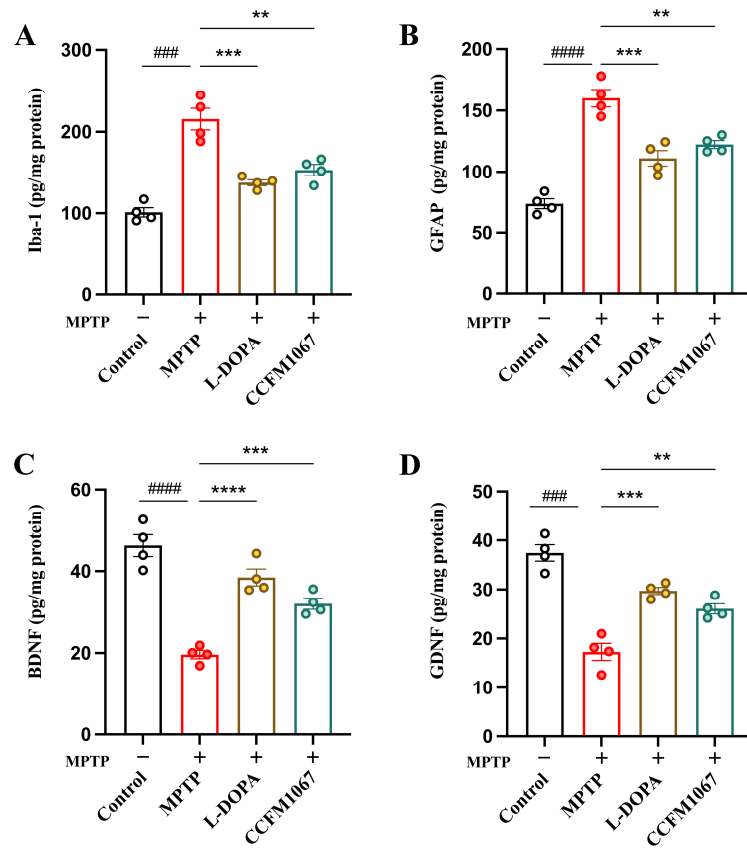 A
Iba-1 (pg/mg protein)
300
200
100
0
###
***
**
MPTP
− + + +
Control
MPTP
L-DOPA
CCFM1067
B
GFAP (pg/mg protein)
200
150
100
50
0
####
***
**
MPTP
− + + +
Control
MPTP
L-DOPA
CCFM1067
C
BDNF (pg/mg protein)
60
40
20
0
####
****
***
MPTP
− + + +
Control
MPTP
L-DOPA
CCFM1067
D
GDNF (pg/mg protein)
50
40
30
20
10
0
###
***
**
MPTP
− + + +
Control
MPTP
L-DOPA
CCFM1067